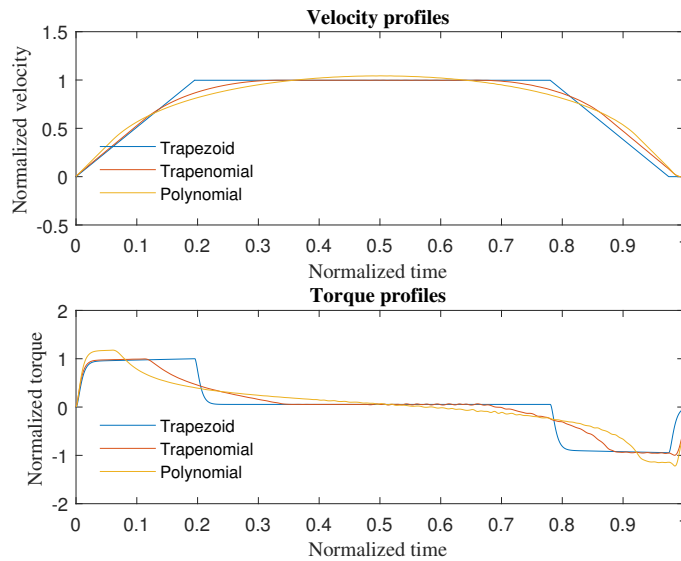 Velocity profiles
1.5
1
0.5
0
-0.5
Normalized velocity
Trapezoid
Trapenomial
Polynomial
0 0.1 0.2 0.3 0.4 0.5 0.6 0.7 0.8 0.9 1
Normalized time
Torque profiles
2
1
0
-1
-2
Normalized torque
Trapezoid
Trapenomial
Polynomial
0 0.1 0.2 0.3 0.4 0.5 0.6 0.7 0.8 0.9 1
Normalized time